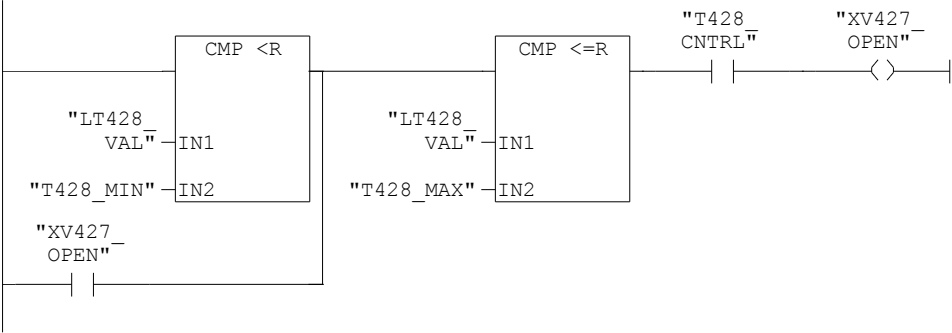 "T428_
CNTRL"
"XV427_
OPEN"
CMP <R
CMP <=R
"LT428_
VAL"
IN1
"T428_MIN"
IN2
"LT428_
VAL"
IN1
"T428_MAX"
IN2
"XV427_
OPEN"